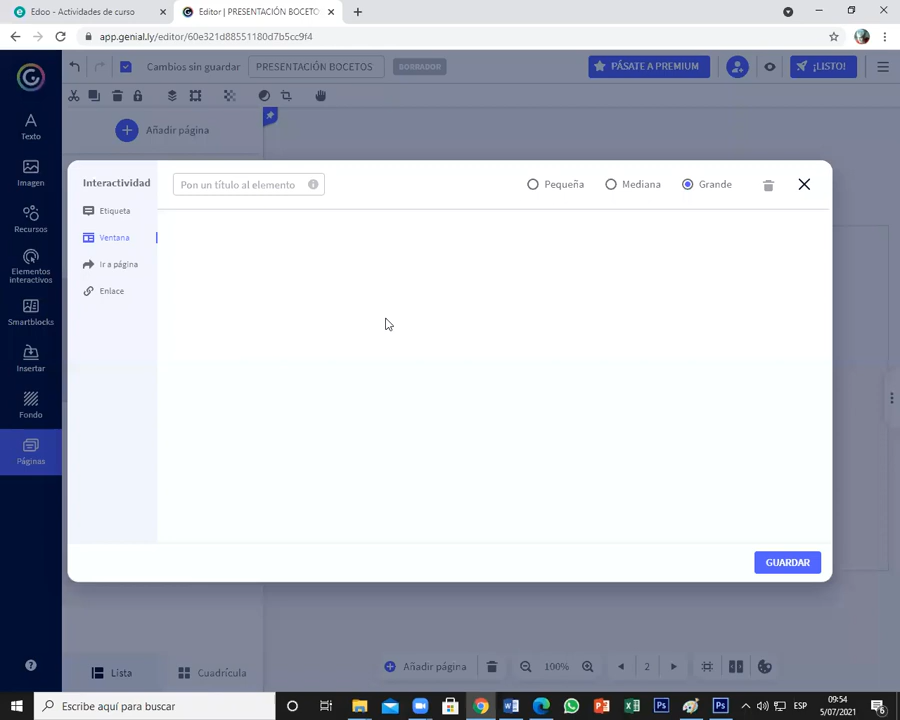 Edoo - Actividades de curso
Editor | PRESENTACIÓN BOCETO
app.genial.ly/editor/60e321d88551180d7b5cc9f4
Cambios sin guardar
PRESENTACIÓN BOCETOS
BORRADOR
PÁSATE A PREMIUM
¡LISTO!
Añadir página
Texto
Imagen
Recursos
Elementos
interactivos
Smartblocks
Insertar
Fondo
Páginas
Interactividad
Pon un título al elemento
Pequeña
Mediana
Grande
Etiqueta
Ventana
Ir a página
Enlace
GUARDAR
Lista
Cuadrícula
Añadir página
100%
2
Escribe aquí para buscar
ESP
09:54
5/07/2021
6